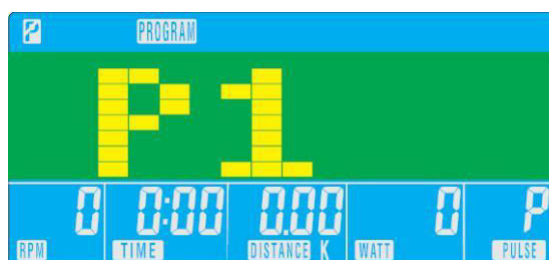 P PROGRAM
P1
0 0:00 0.00 0 P
RPM TIME DISTANCE K WATT PULSE